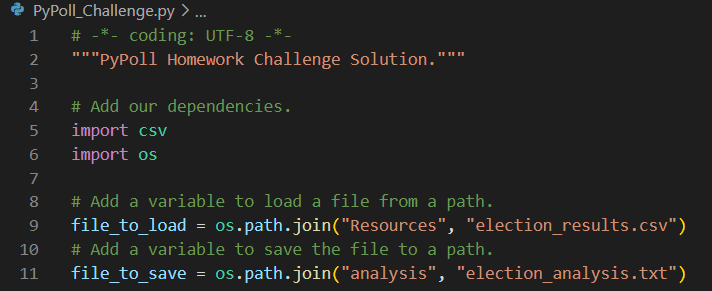 PyPoll_Challenge.py > ...
1 # -*- coding: UTF-8 -*-
2 """PyPoll Homework Challenge Solution."""
3
4 # Add our dependencies.
5 import csv
6 import os
7
8 # Add a variable to load a file from a path.
9 file_to_load = os.path.join("Resources", "election_results.csv")
10 # Add a variable to save the file to a path.
11 file_to_save = os.path.join("analysis", "election_analysis.txt")